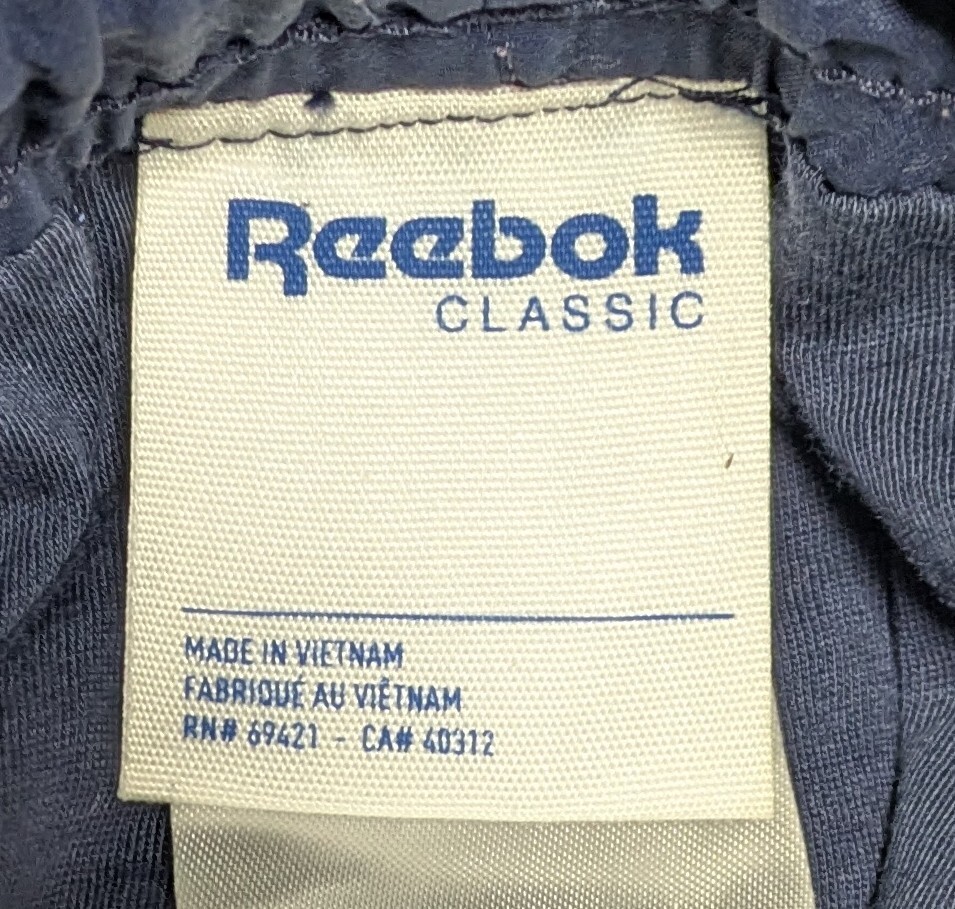 Reebok
CLASSIC
MADE IN VIETNAM
FABRIQUÉ AU VIÊTNAM
RN# 69421 - CA# 40312